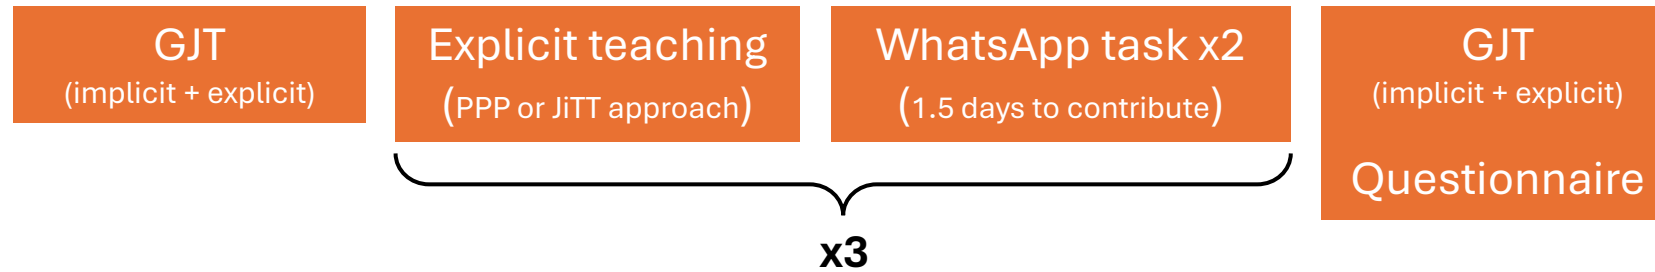 GJT
(implicit + explicit)
Explicit teaching
(PPP or JiTT approach)
WhatsApp task x2
(1.5 days to contribute)
GJT
(implicit + explicit)
Questionnaire
x3